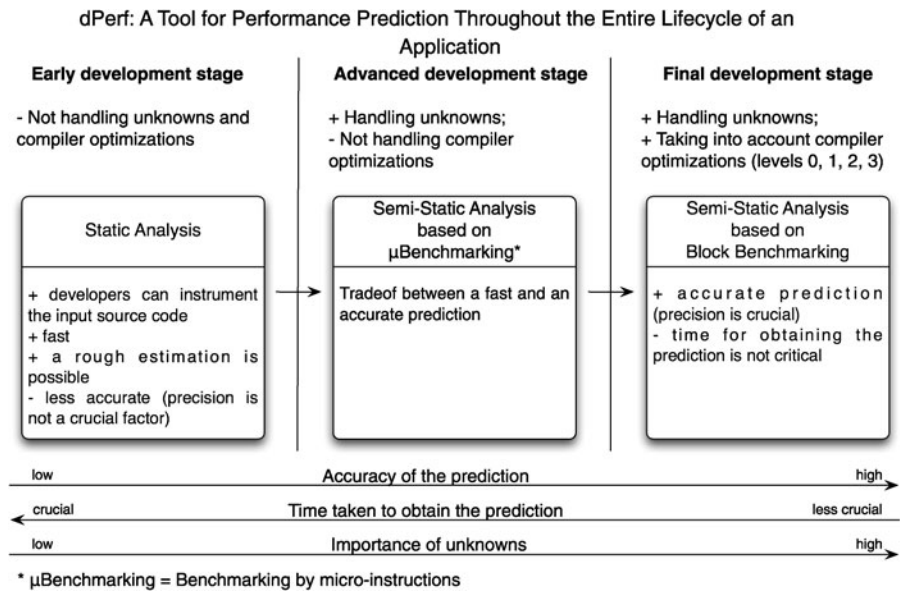 dPerf: A Tool for Performance Prediction Throughout the Entire Lifecycle of an
Application
Early development stage
- Not handling unknowns and
compiler optimizations
Advanced development stage
+ Handling unknowns;
- Not handling compiler
optimizations
Final development stage
+ Handling unknowns;
+ Taking into account compiler
optimizations (levels 0, 1, 2, 3)
Static Analysis
+ developers can instrument
the input source code
+ fast
+ a rough estimation is
possible
- less accurate (precision is
not a crucial factor)
Semi-Static Analysis
based on
µBenchmarking*
Tradeof between a fast and an
accurate prediction
Semi-Static Analysis
based on
Block Benchmarking
+ accurate prediction
(precision is crucial)
- time for obtaining the
prediction is not critical
low Accuracy of the prediction high
crucial Time taken to obtain the prediction less crucial
low Importance of unknowns high
* µBenchmarking = Benchmarking by micro-instructions